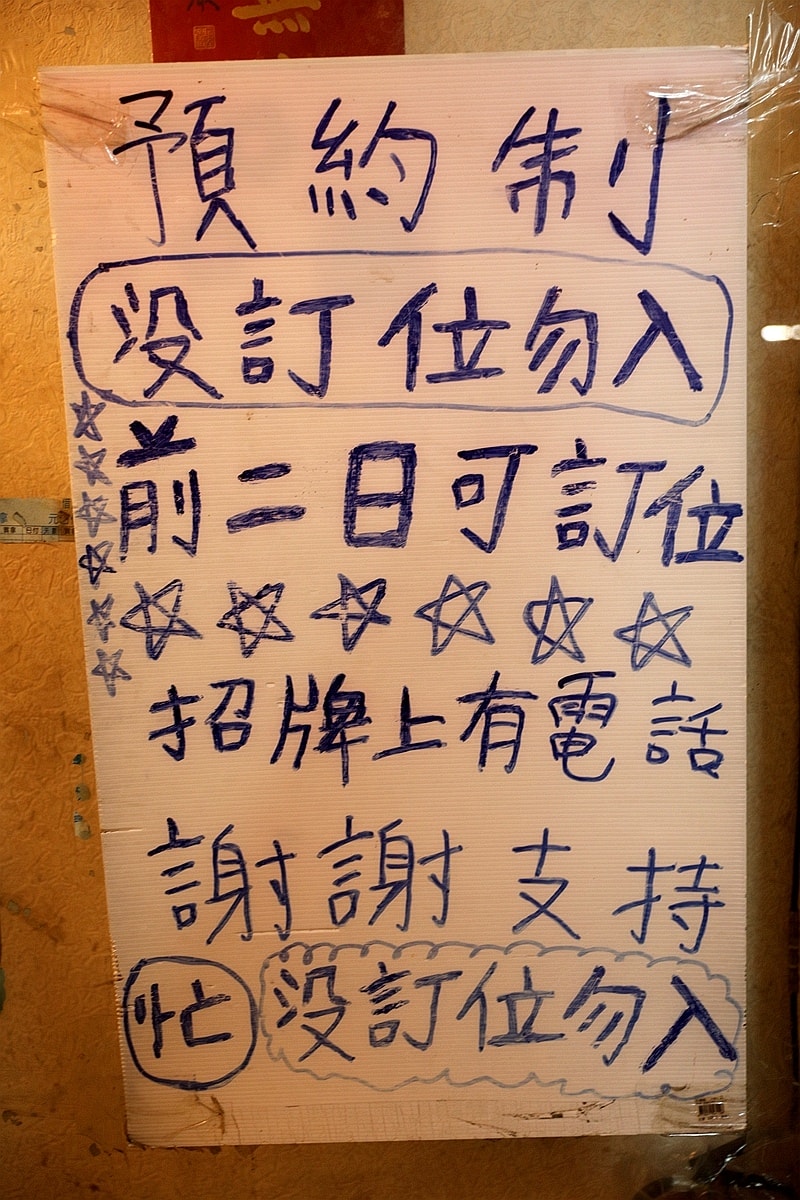 預約制
沒訂位勿入
前二日可訂位
招牌上有電話
謝謝支持
忙 沒訂位勿入